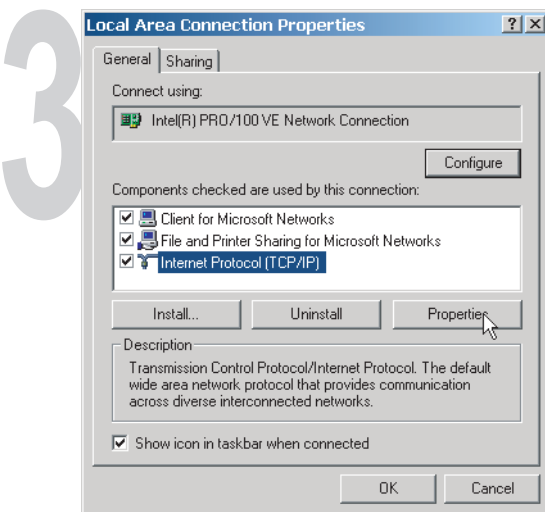 3
Local Area Connection Properties
General Sharing
Connect using:
Intel(R) PRO/100 VE Network Connection
Configure
Components checked are used by this connection:
Client for Microsoft Networks
File and Printer Sharing for Microsoft Networks
Internet Protocol (TCP/IP)
Install... Uninstall Properties
Description
Transmission Control Protocol/Internet Protocol. The default
wide area network protocol that provides communication
across diverse interconnected networks.
Show icon in taskbar when connected
OK Cancel